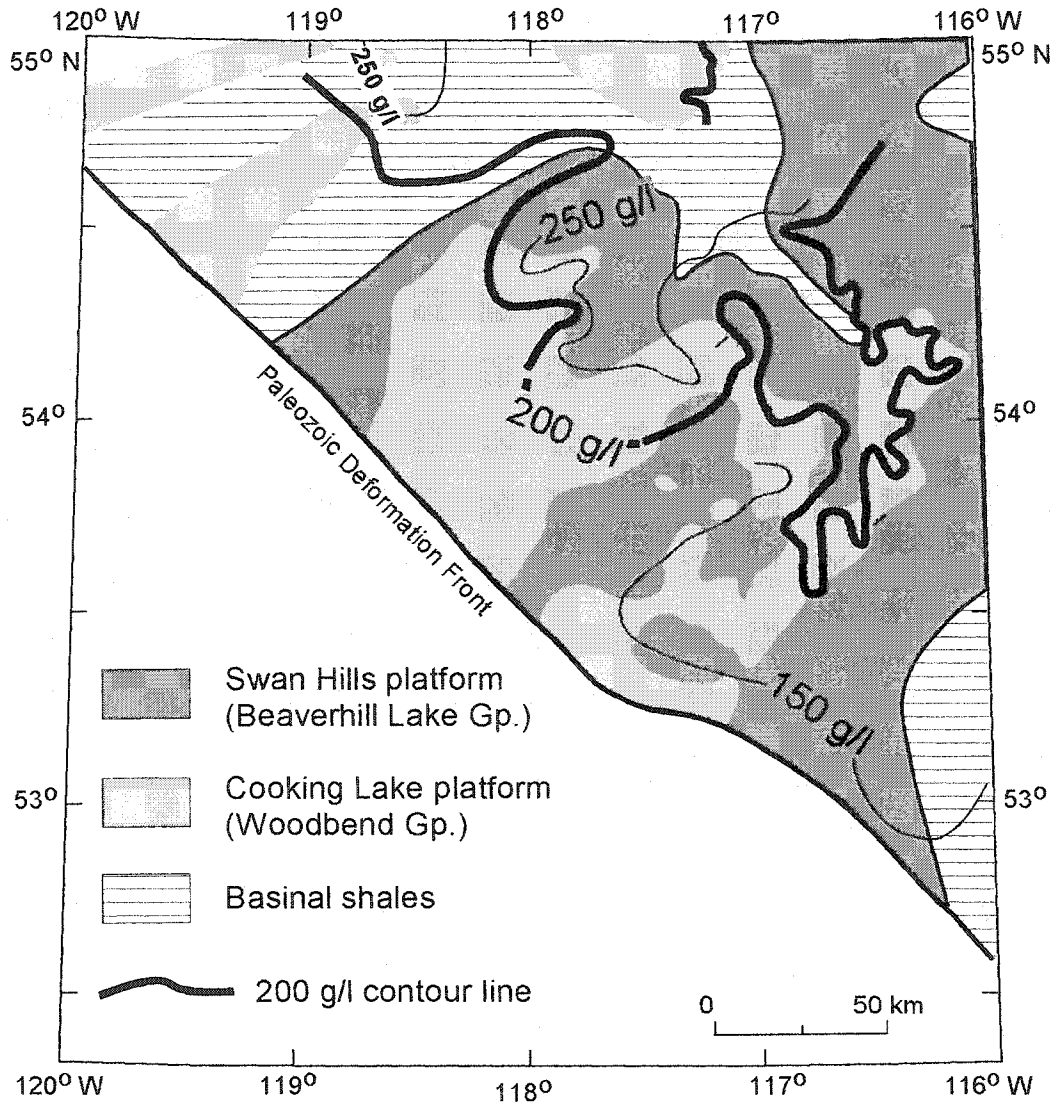 120° W 119° 118° 117° 116° W
55° N 55° N
250 g/l
250 g/l
54° 54°
200 g/l
Paleozoic Deformation Front
150 g/l
Swan Hills platform
(Beaverhill Lake Gp.)
Cooking Lake platform
(Woodbend Gp.)
53° 53°
Basinal shales
200 g/l contour line
0 50 km
120° W 119° 118° 117° 116° W